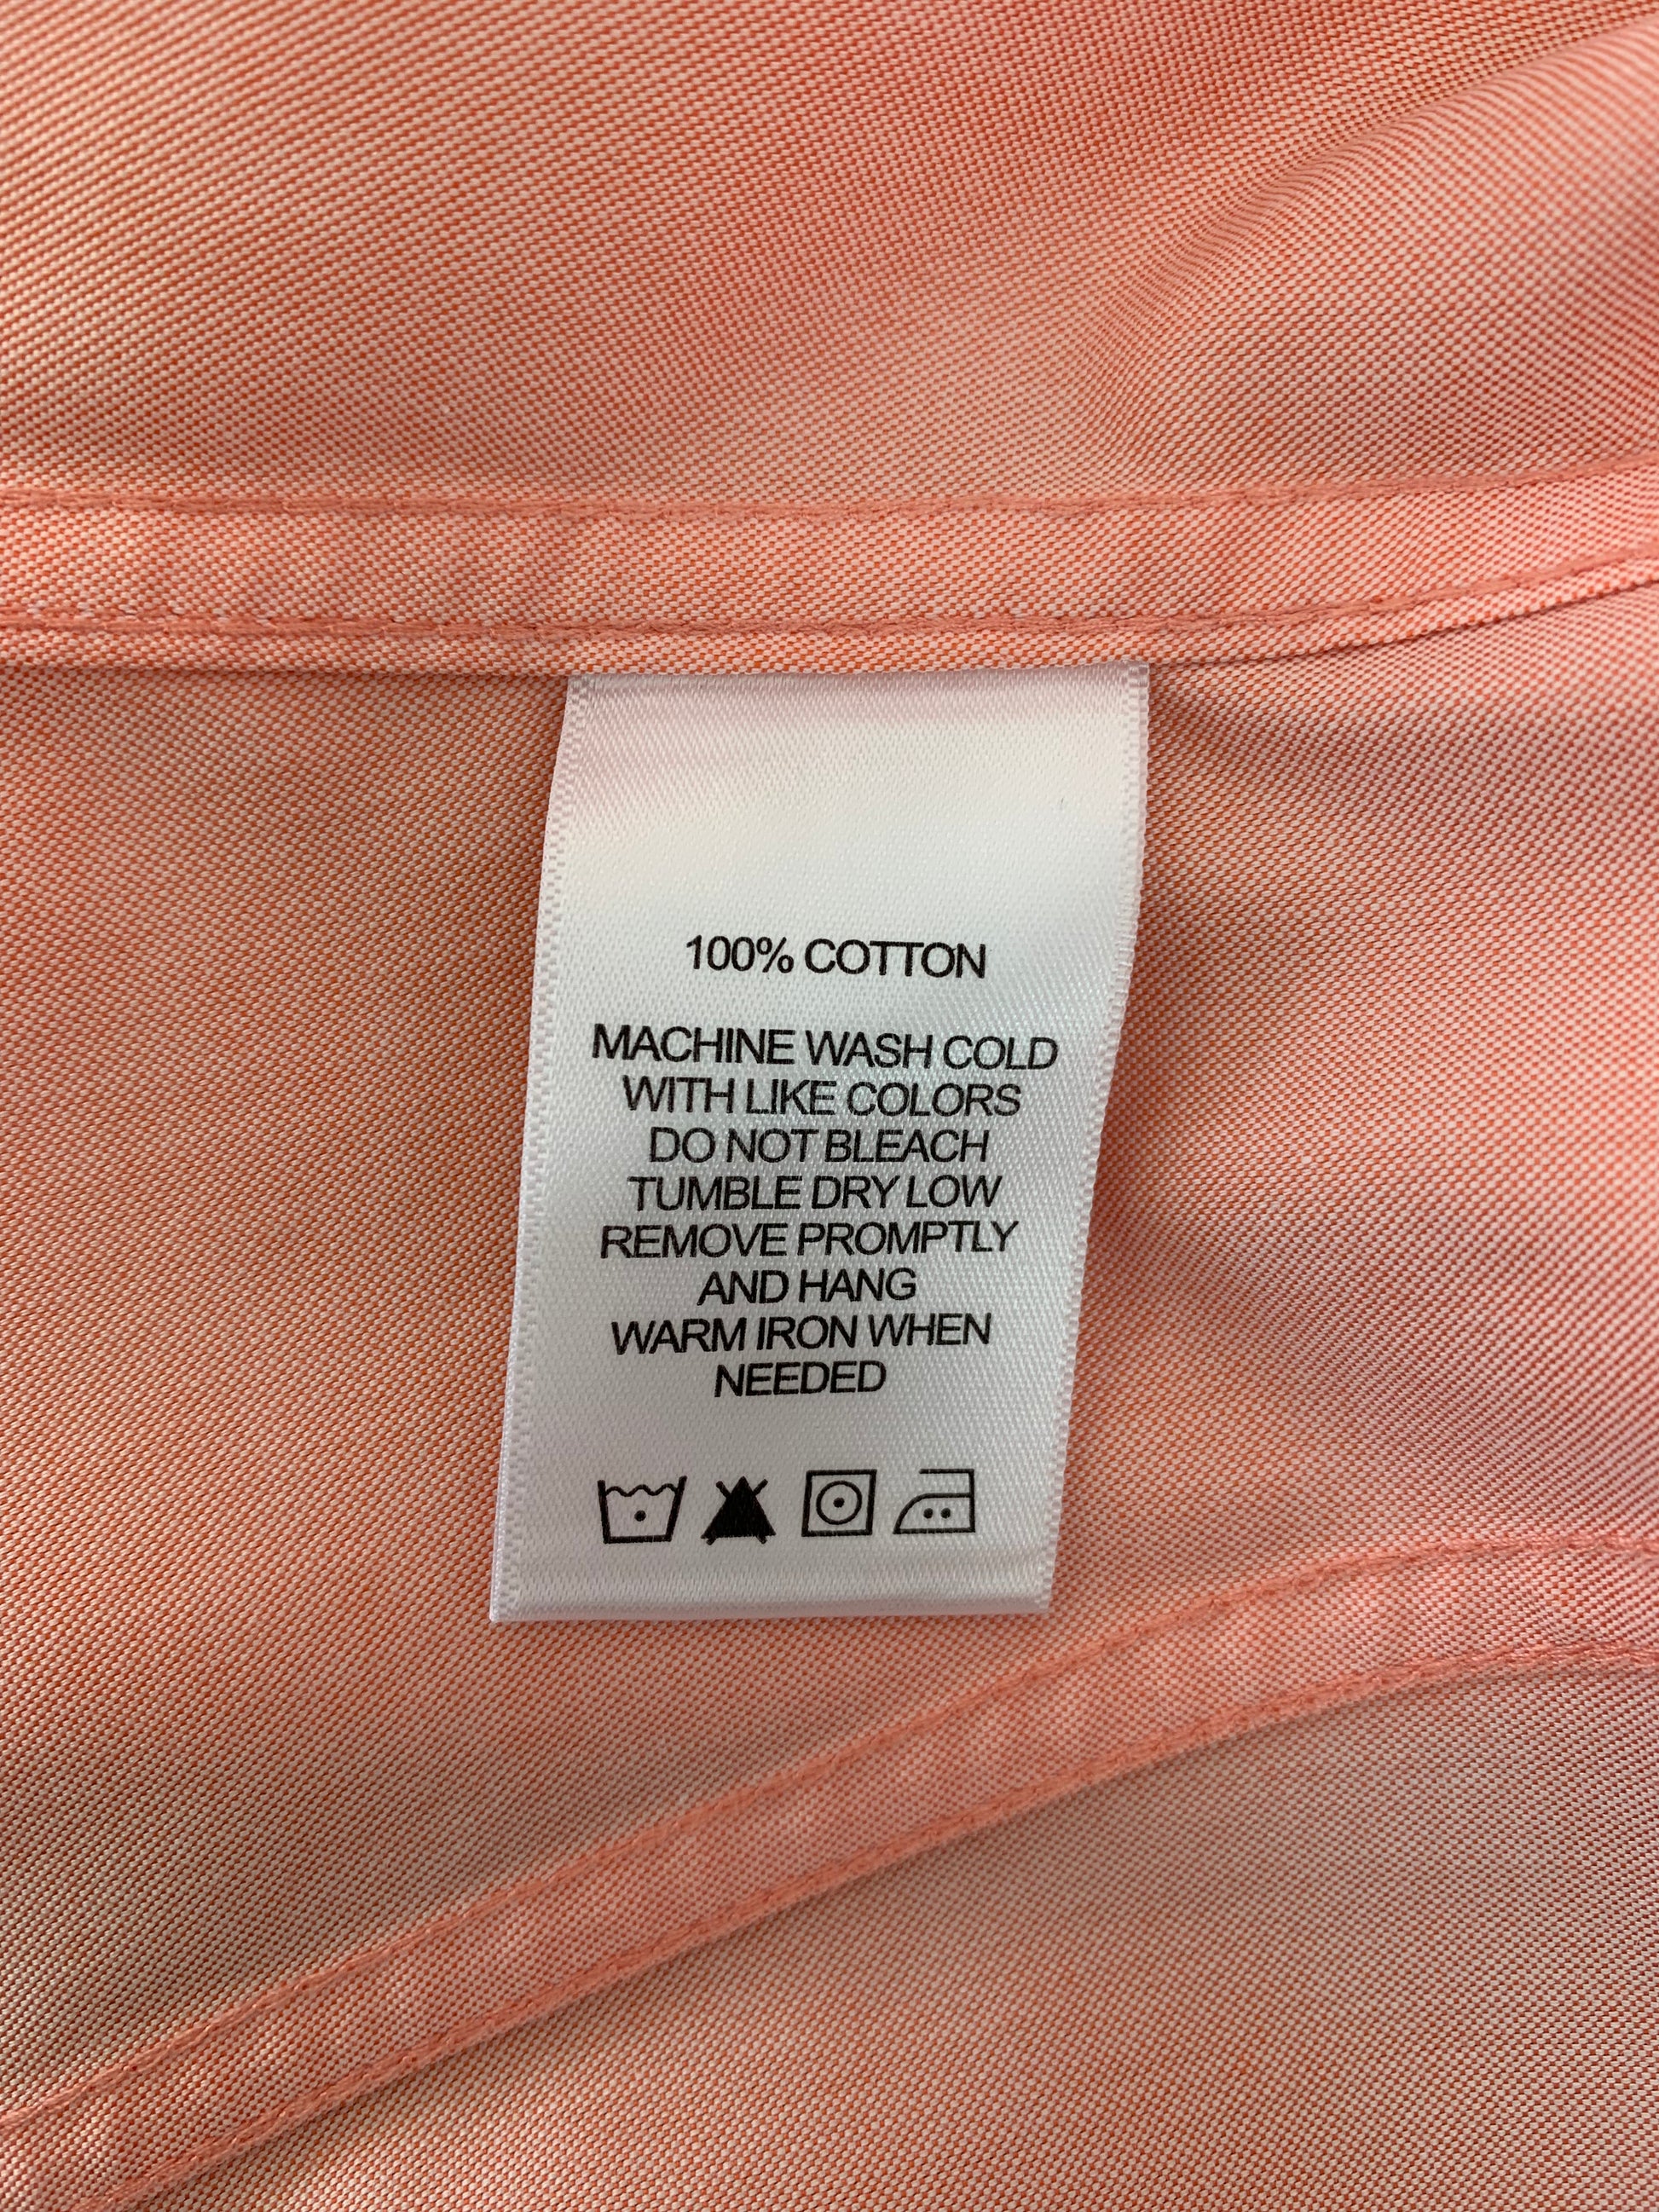 100% COTTON
MACHINE WASH COLD
WITH LIKE COLORS
DO NOT BLEACH
TUMBLE DRY LOW
REMOVE PROMPTLY
AND HANG
WARM IRON WHEN
NEEDED